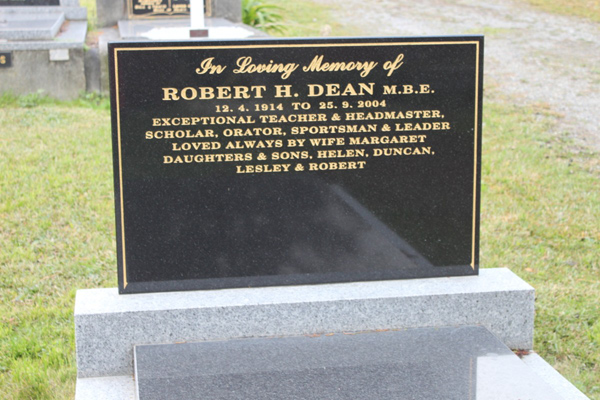 In Loving Memory of
ROBERT H. DEAN M.B.E.
12. 4. 1914 TO 25. 9. 2004
EXCEPTIONAL TEACHER & HEADMASTER,
SCHOLAR, ORATOR, SPORTSMAN & LEADER
LOVED ALWAYS BY WIFE MARGARET
DAUGHTERS & SONS, HELEN, DUNCAN,
LESLEY & ROBERT